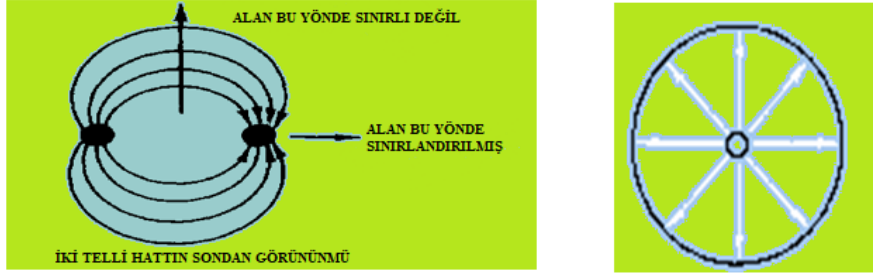 ALAN BU YÖNDE SINIRLI DEĞİL
ALAN BU YÖNDE
SINIRLANDIRILMIŞ
İKİ TELLİ HATTIN SONDAN GÖRÜNÜNMÜ